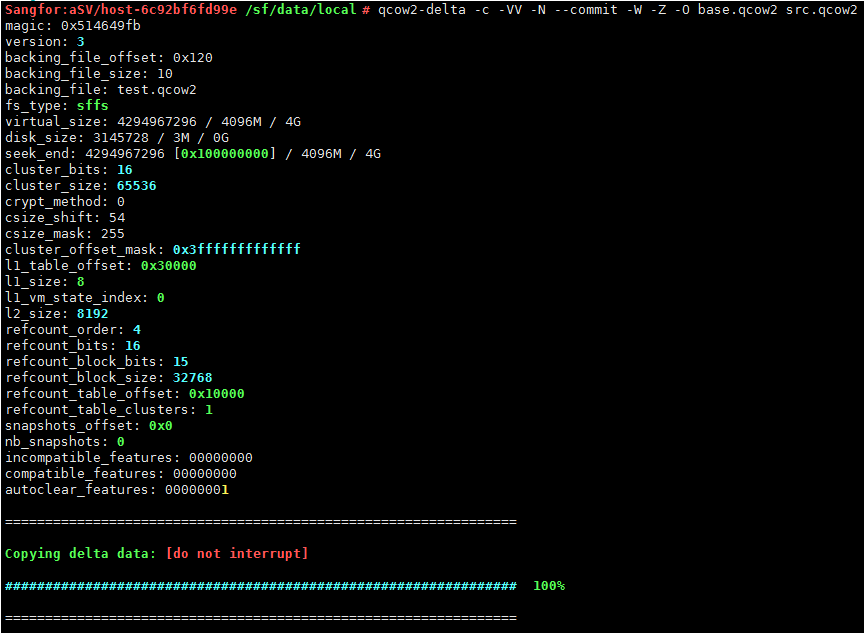 Sangfor:aSV/host-6c92bf6fd99e /sf/data/local # qcow2-delta -c -VV -N --commit -W -Z -O base.qcow2 src.qcow2
magic: 0x514649fb
version: 3
backing_file_offset: 0x120
backing_file_size: 10
backing_file: test.qcow2
fs_type: sffs
virtual_size: 4294967296 / 4096M / 4G
disk_size: 3145728 / 3M / 0G
seek_end: 4294967296 [0x100000000] / 4096M / 4G
cluster_bits: 16
cluster_size: 65536
crypt_method: 0
csize_shift: 54
csize_mask: 255
cluster_offset_mask: 0x3fffffffffffff
l1_table_offset: 0x30000
l1_size: 8
l1_vm_state_index: 0
l2_size: 8192
refcount_order: 4
refcount_bits: 16
refcount_block_bits: 15
refcount_block_size: 32768
refcount_table_offset: 0x10000
refcount_table_clusters: 1
snapshots_offset: 0x0
nb_snapshots: 0
incompatible_features: 00000000
compatible_features: 00000000
autoclear_features: 00000001
================================================================
Copying delta data: [do not interrupt]
################################################################  100%
================================================================